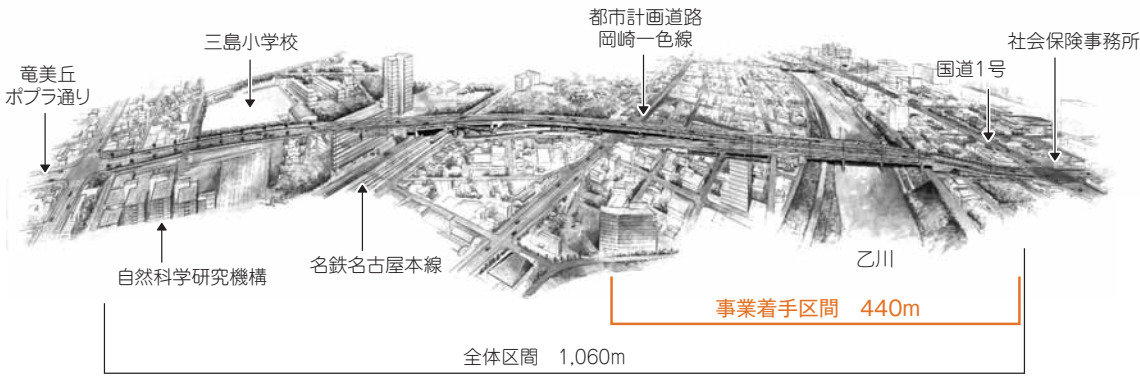 都市計画道路
岡崎一色線
三島小学校
社会保険事務所
竜美丘
ポプラ通り
国道1号
自然科学研究機構
名鉄名古屋本線
乙川
事業着手区間　440m
全体区間　1,060m